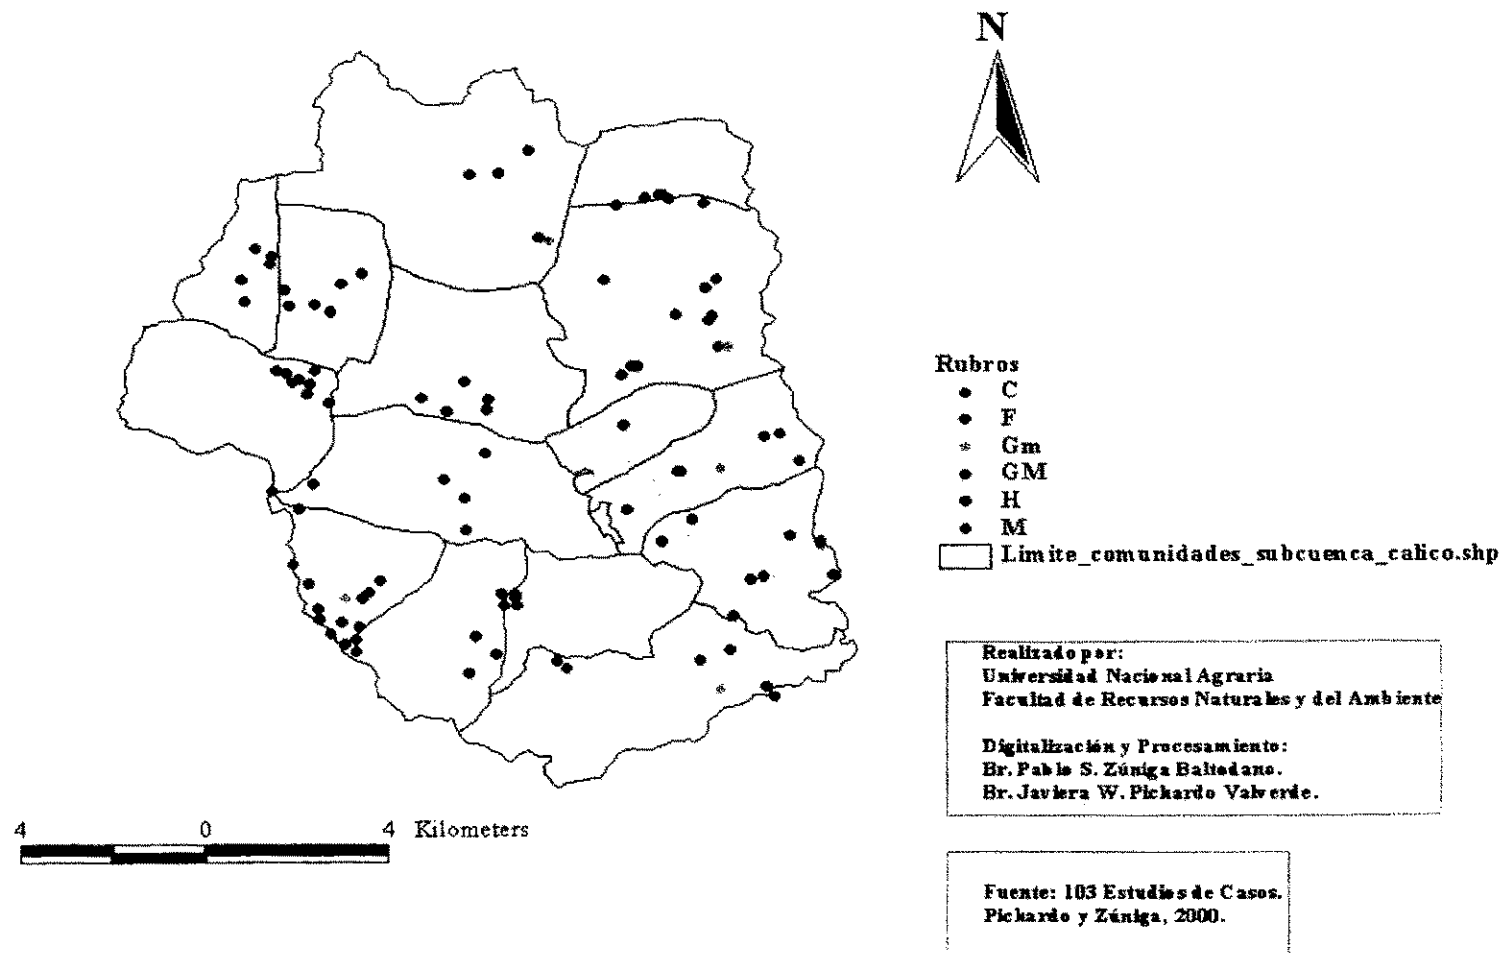 N
Rubros
C
F
Gm
GM
H
M
Limite_comunidades_subcuenca_calico.shp
Realizado por:
Universidad Nacional Agraria
Facultad de Recursos Naturales y del Ambiente
Digitalización y Procesamiento:
Br. Pablo S. Zúniga Baltodano.
Br. Javiera W. Pichardo Valverde.
4 0 4 Kilometers
Fuente: 103 Estudios de Casos.
Pichardo y Zúniga, 2000.